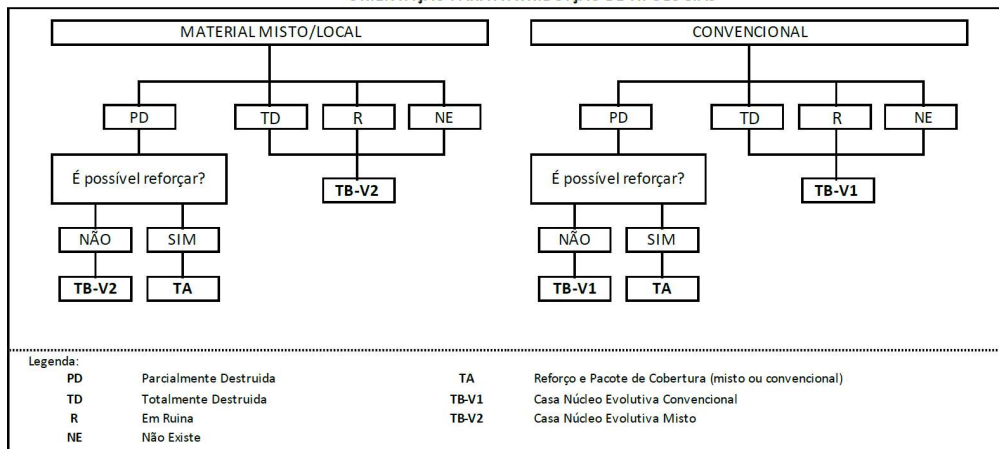 MATERIAL MISTO/LOCAL CONVENCIONAL
PD TD R NE PD TD R NE
É possível reforçar? TB-V2 É possível reforçar? TB-V1
NÃO SIM NÃO SIM
TB-V2 TA TB-V1 TA
Legenda:
PD Parcialmente Destruida TA Reforço e Pacote de Cobertura (misto ou convencional)
TD Totalmente Destruida TB-V1 Casa Núcleo Evolutiva Convencional
R Em Ruina TB-V2 Casa Núcleo Evolutiva Misto
NE Não Existe